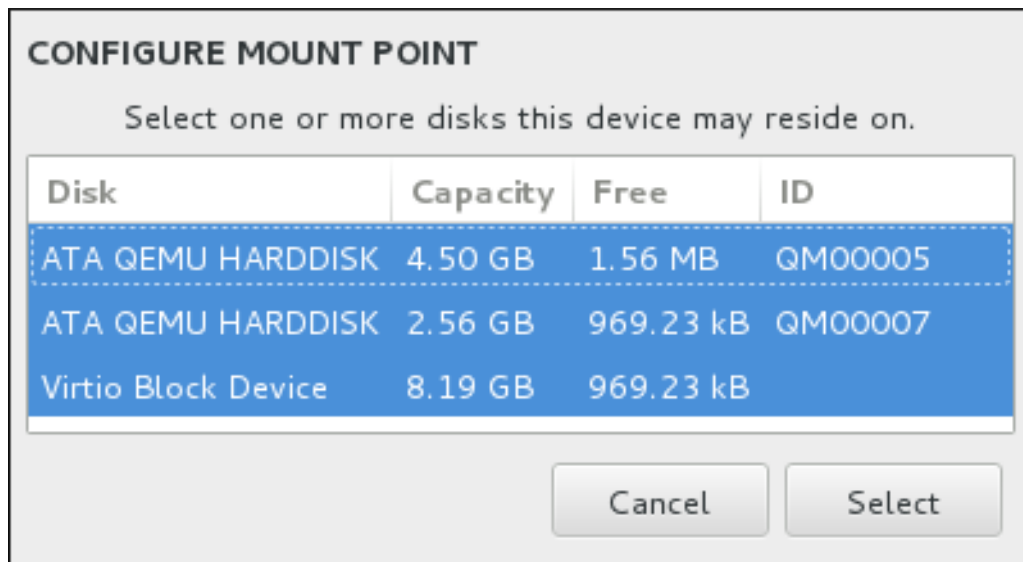 CONFIGURE MOUNT POINT
Select one or more disks this device may reside on.
Disk Capacity Free ID
ATA QEMU HARDDISK 4.50 GB 1.56 MB QM00005
ATA QEMU HARDDISK 2.56 GB 969.23 kB QM00007
Virtio Block Device 8.19 GB 969.23 kB
Cancel Select